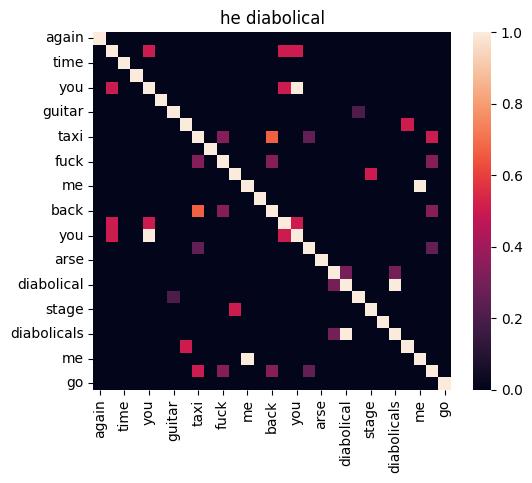 he diabolical
again
time
you
guitar
taxi
fuck
me
back
you
arse
diabolical
stage
diabolicals
me
go
1.0
0.8
0.6
0.4
0.2
0.0
again
time
you
guitar
taxi
fuck
me
back
you
arse
diabolical
stage
diabolicals
me
go